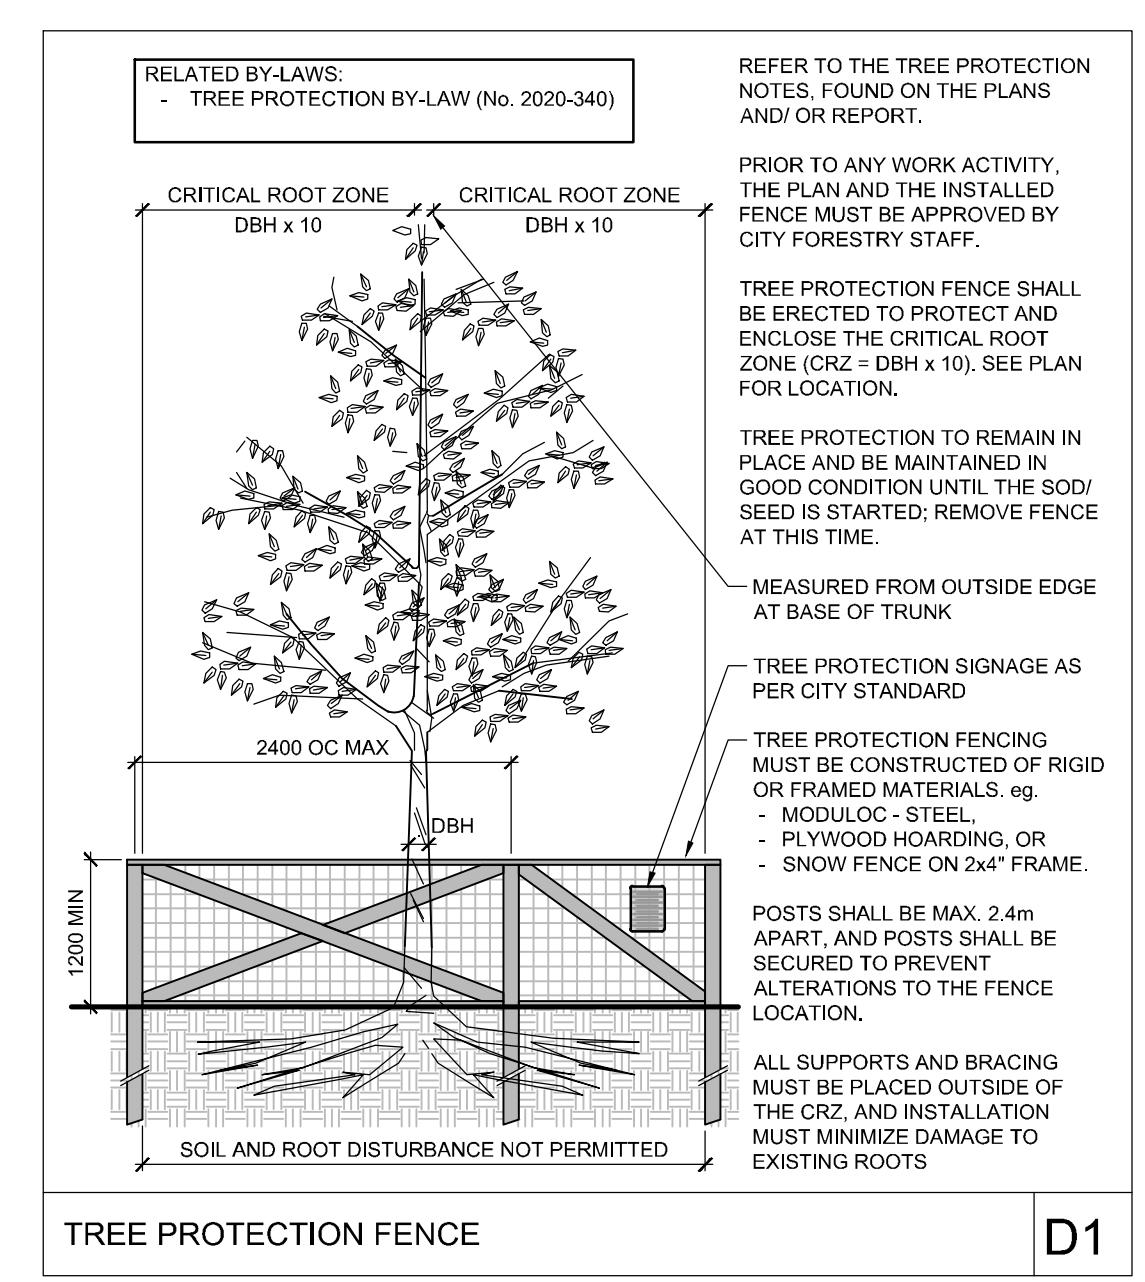 RELATED BY-LAWS:
- TREE PROTECTION BY-LAW (No. 2020-340)
CRITICAL ROOT ZONE
DBH x 10
CRITICAL ROOT ZONE
DBH x 10
2400 OC MAX
DBH
1200 MIN
SOIL AND ROOT DISTURBANCE NOT PERMITTED
REFER TO THE TREE PROTECTION
NOTES, FOUND ON THE PLANS
AND/ OR REPORT.
PRIOR TO ANY WORK ACTIVITY,
THE PLAN AND THE INSTALLED
FENCE MUST BE APPROVED BY
CITY FORESTRY STAFF.
TREE PROTECTION FENCE SHALL
BE ERECTED TO PROTECT AND
ENCLOSE THE CRITICAL ROOT
ZONE (CRZ = DBH x 10). SEE PLAN
FOR LOCATION.
TREE PROTECTION TO REMAIN IN
PLACE AND BE MAINTAINED IN
GOOD CONDITION UNTIL THE SOD/
SEED IS STARTED; REMOVE FENCE
AT THIS TIME.
MEASURED FROM OUTSIDE EDGE
AT BASE OF TRUNK
TREE PROTECTION SIGNAGE AS
PER CITY STANDARD
TREE PROTECTION FENCING
MUST BE CONSTRUCTED OF RIGID
OR FRAMED MATERIALS. eg.
- MODULOC - STEEL,
- PLYWOOD HOARDING, OR
- SNOW FENCE ON 2x4" FRAME.
POSTS SHALL BE MAX. 2.4m
APART, AND POSTS SHALL BE
SECURED TO PREVENT
ALTERATIONS TO THE FENCE
LOCATION.
ALL SUPPORTS AND BRACING
MUST BE PLACED OUTSIDE OF
THE CRZ, AND INSTALLATION
MUST MINIMIZE DAMAGE TO
EXISTING ROOTS
TREE PROTECTION FENCE
D1